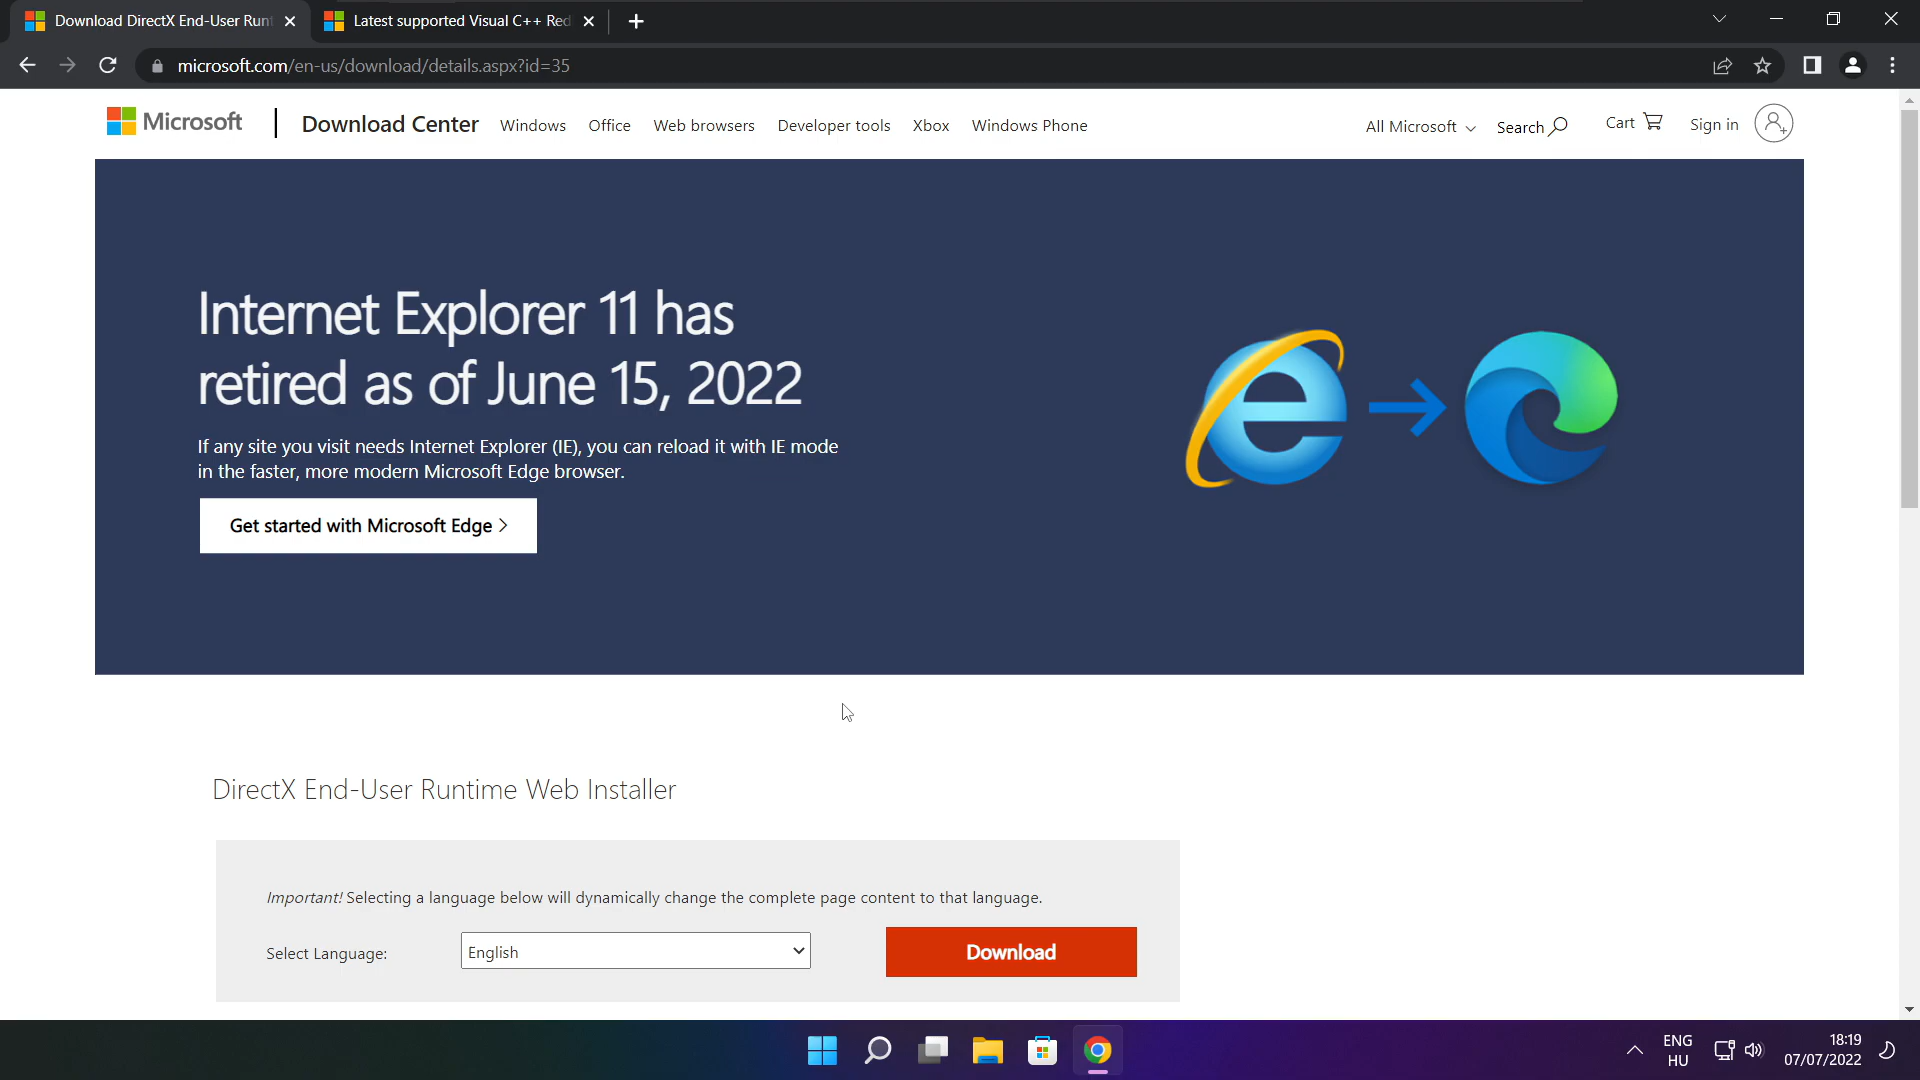 Download DirectX End-User Runt
Latest supported Visual C++ Red
microsoft.com/en-us/download/details.aspx?id=35
Microsoft
Download Center
Windows
Office
Web browsers
Developer tools
Xbox
Windows Phone
All Microsoft
Search
Cart
Sign in
Internet Explorer 11 has
retired as of June 15, 2022
If any site you visit needs Internet Explorer (IE), you can reload it with IE mode
in the faster, more modern Microsoft Edge browser.
Get started with Microsoft Edge >
DirectX End-User Runtime Web Installer
Important! Selecting a language below will dynamically change the complete page content to that language.
Select Language:
English
Download
ENG
HU
18:19
07/07/2022